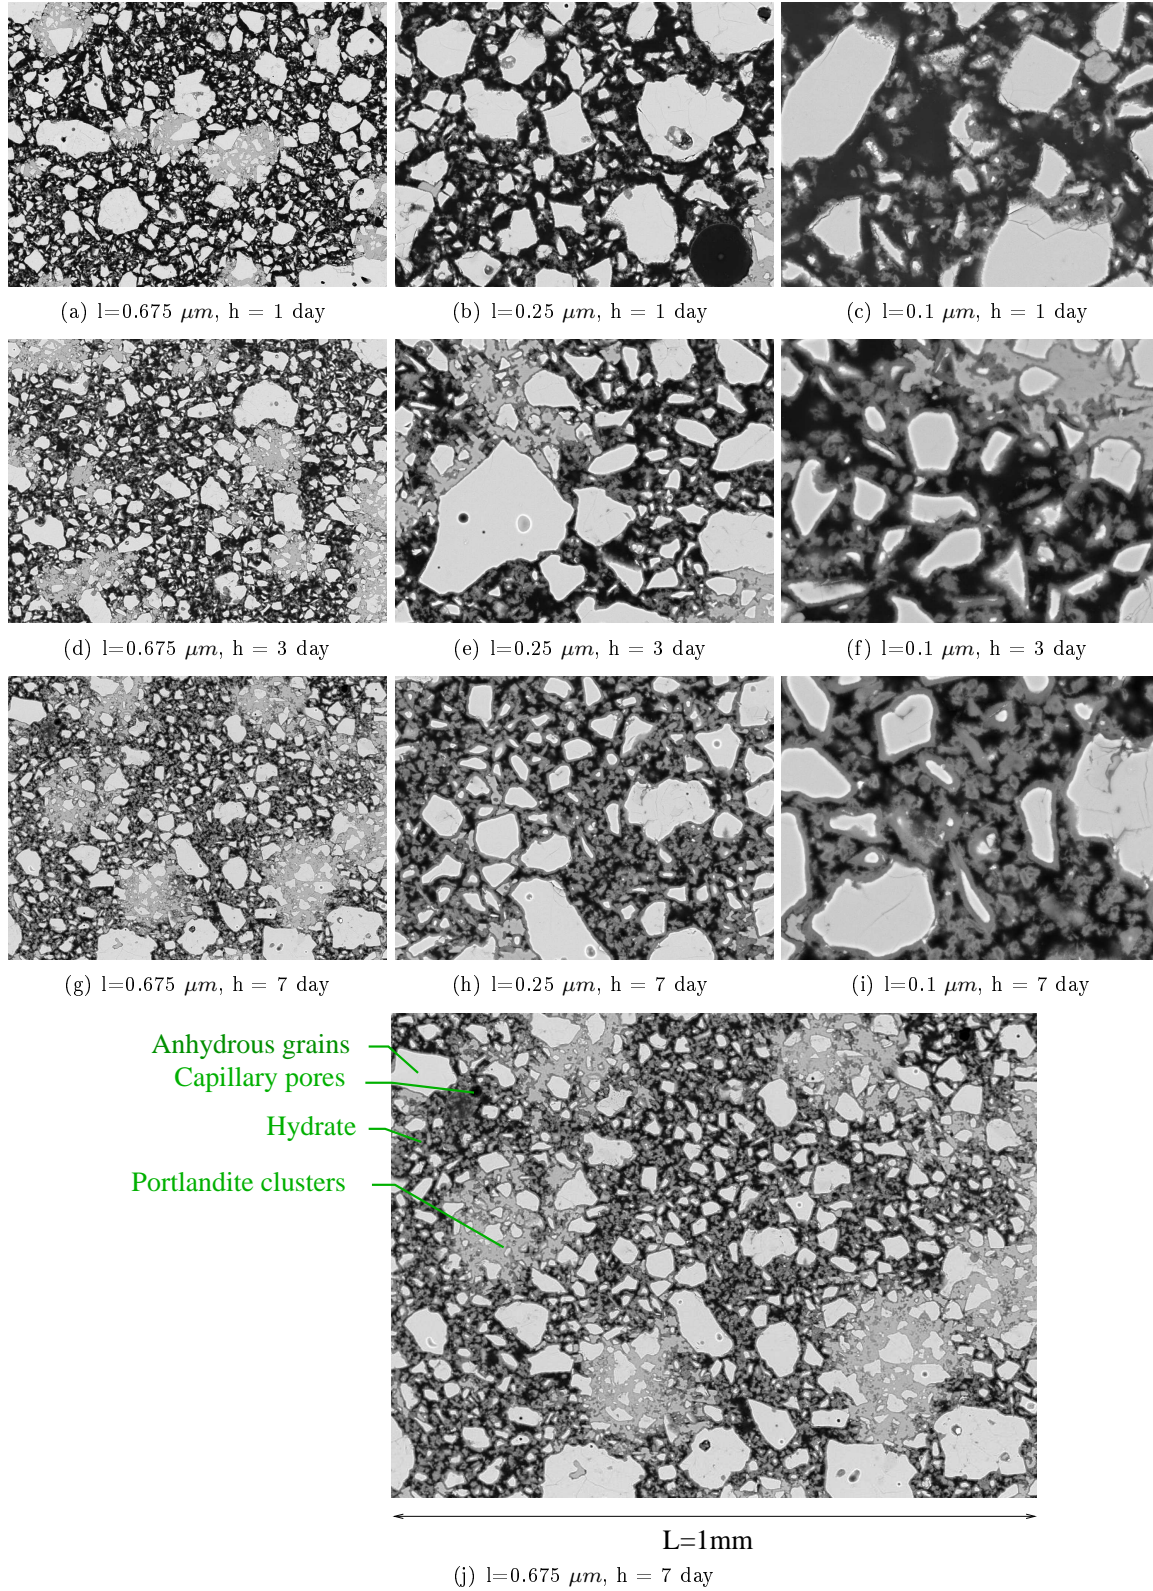 (a) l=0.675 μm, h = 1 day
(b) l=0.25 μm, h = 1 day
(c) l=0.1 μm, h = 1 day
(d) l=0.675 μm, h = 3 day
(e) l=0.25 μm, h = 3 day
(f) l=0.1 μm, h = 3 day
(g) l=0.675 μm, h = 7 day
(h) l=0.25 μm, h = 7 day
(i) l=0.1 μm, h = 7 day
Anhydrous grains
Capillary pores
Hydrate
Portlandite clusters
L=1mm
(j) l=0.675 μm, h = 7 day